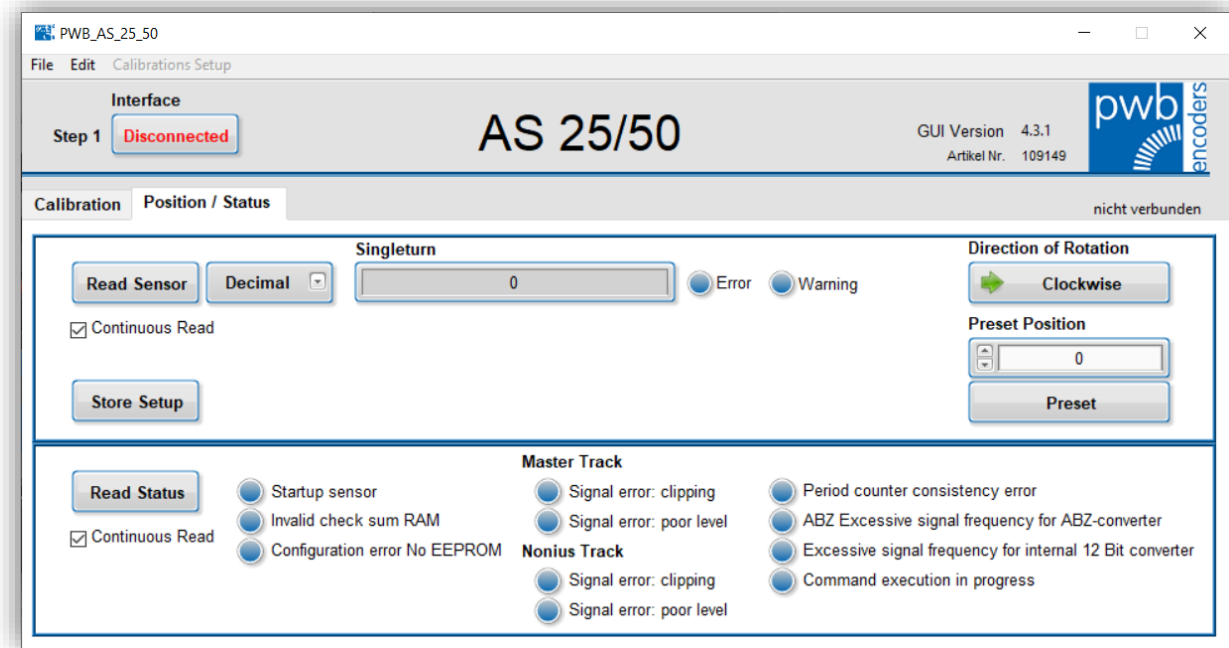 PWB_AS_25_50
File Edit Calibrations Setup
Interface
Step 1 Disconnected
AS 25/50
GUI Version 4.3.1
Artikel Nr. 109149
pwb encoders
Calibration Position / Status
nicht verbunden
Singleturn
Direction of Rotation
Read Sensor Decimal 0 Error Warning Clockwise
Continuous Read
Preset Position
0
Store Setup
Preset
Master Track
Read Status Startup sensor Signal error: clipping Period counter consistency error
Invalid check sum RAM Signal error: poor level ABZ Excessive signal frequency for ABZ-converter
Continuous Read Configuration error No EEPROM Nonius Track Excessive signal frequency for internal 12 Bit converter
Signal error: clipping Command execution in progress
Signal error: poor level